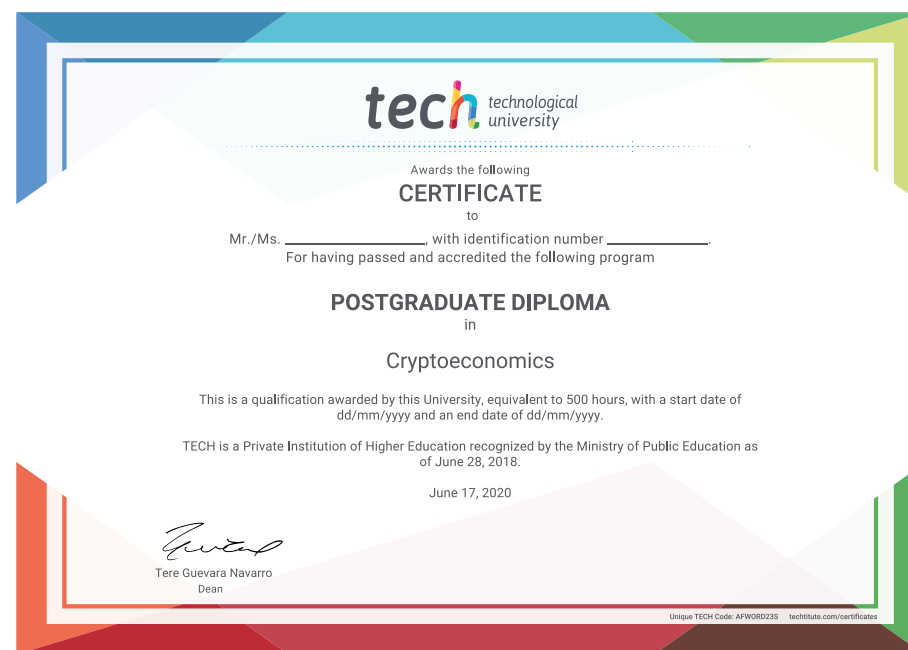 tech technological
university
Awards the following
CERTIFICATE
to
Mr./Ms. ____________________, with identification number ______________.
For having passed and accredited the following program
POSTGRADUATE DIPLOMA
in
Cryptoeconomics
This is a qualification awarded by this University, equivalent to 500 hours, with a start date of
dd/mm/yyyy and an end date of dd/mm/yyyy.
TECH is a Private Institution of Higher Education recognized by the Ministry of Public Education as
of June 28, 2018.
June 17, 2020
Tere Guevara Navarro
Dean
Unique TECH Code: AFWORD23S techtitute.com/certificates